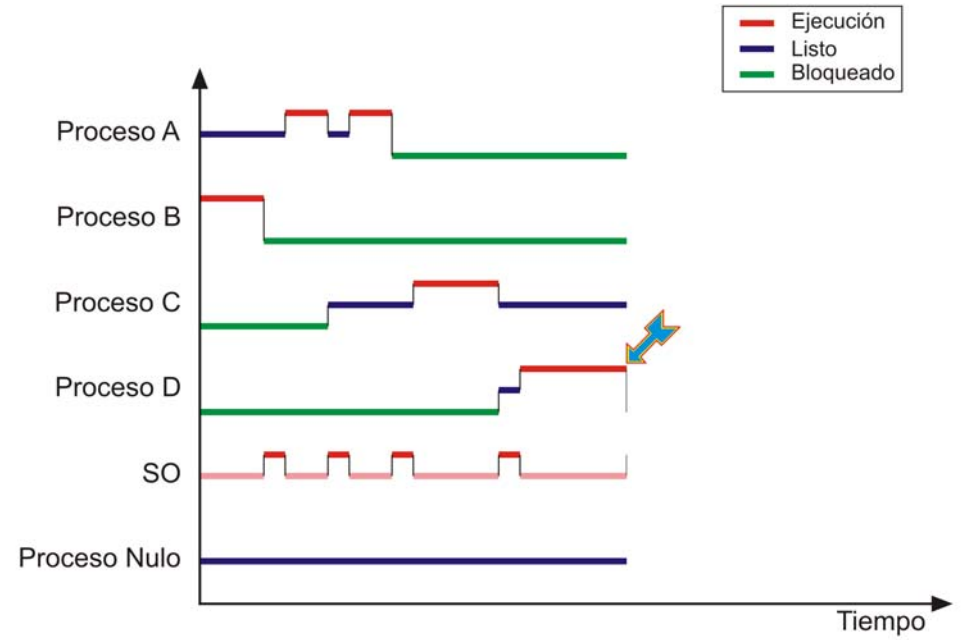 Ejecución
Listo
Bloqueado
Proceso A
Proceso B
Proceso C
Proceso D
SO
Proceso Nulo
Tiempo